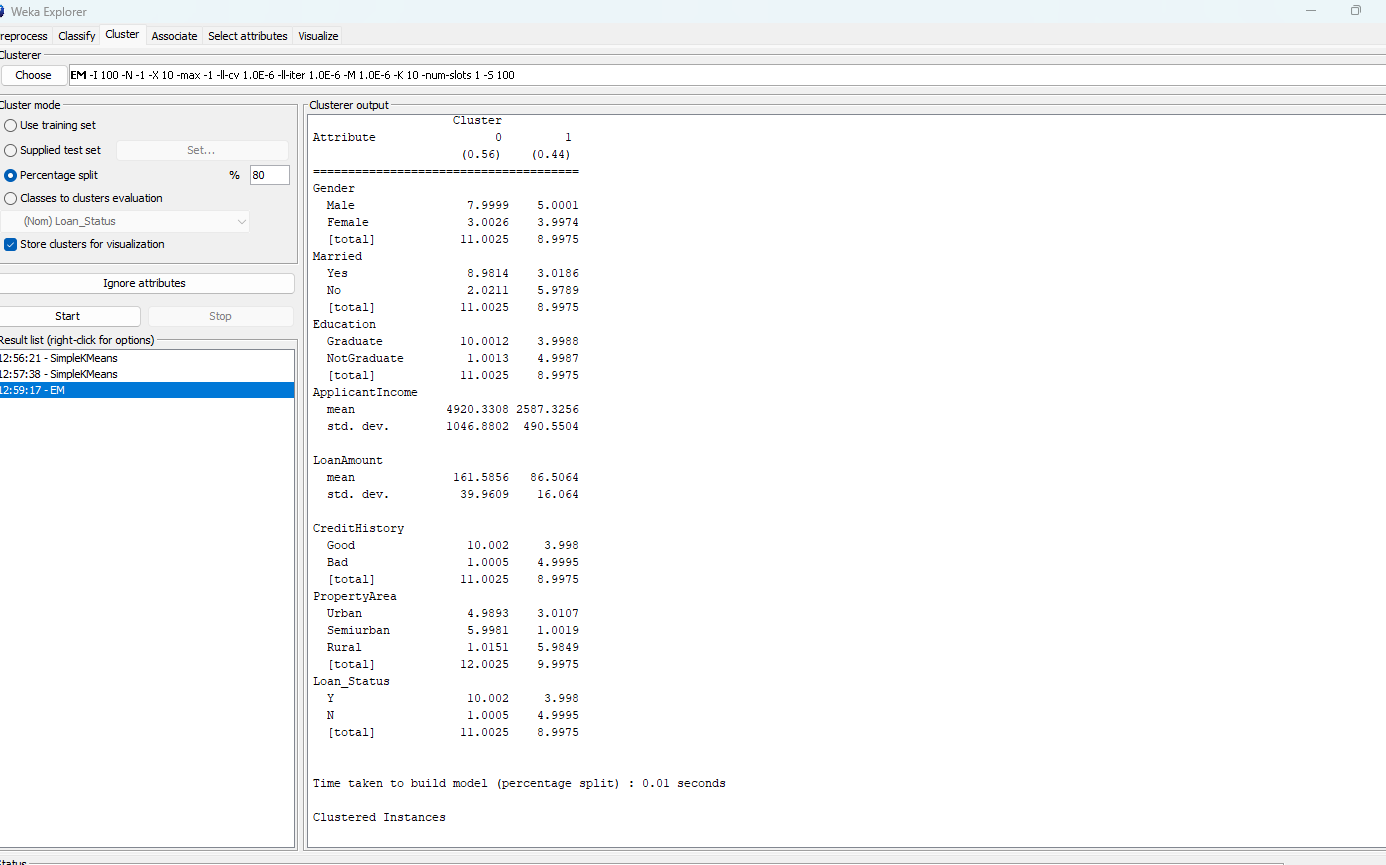 Weka Explorer
reprocess Classify Cluster Associate Select attributes Visualize
Clusterer
Choose EM -I 100 -N -1 -X 10 -max -1 -ll-cv 1.0E-6 -ll-iter 1.0E-6 -M 1.0E-6 -K 10 -num-slots 1 -S 100
Cluster mode
Use training set
Supplied test set Set...
Percentage split % 80
Classes to clusters evaluation
(Nom) Loan_Status
Store clusters for visualization
Ignore attributes
Start Stop
Result list (right-click for options)
12:56:21 - SimpleKMeans
12:57:38 - SimpleKMeans
12:59:17 - EM
Clusterer output
Cluster
Attribute 0 1
(0.56) (0.44)
======================================
Gender
Male 7.9999 5.0001
Female 3.0026 3.9974
[total] 11.0025 8.9975
Married
Yes 8.9814 3.0186
No 2.0211 5.9789
[total] 11.0025 8.9975
Education
Graduate 10.0012 3.9988
NotGraduate 1.0013 4.9987
[total] 11.0025 8.9975
ApplicantIncome
mean 4920.3308 2587.3256
std. dev. 1046.8802 490.5504
LoanAmount
mean 161.5856 86.5064
std. dev. 39.9609 16.064
CreditHistory
Good 10.002 3.998
Bad 1.0005 4.9995
[total] 11.0025 8.9975
PropertyArea
Urban 4.9893 3.0107
Semiurban 5.9981 1.0019
Rural 1.0151 5.9849
[total] 12.0025 9.9975
Loan_Status
Y 10.002 3.998
N 1.0005 4.9995
[total] 11.0025 8.9975
Time taken to build model (percentage split) : 0.01 seconds
Clustered Instances
Status